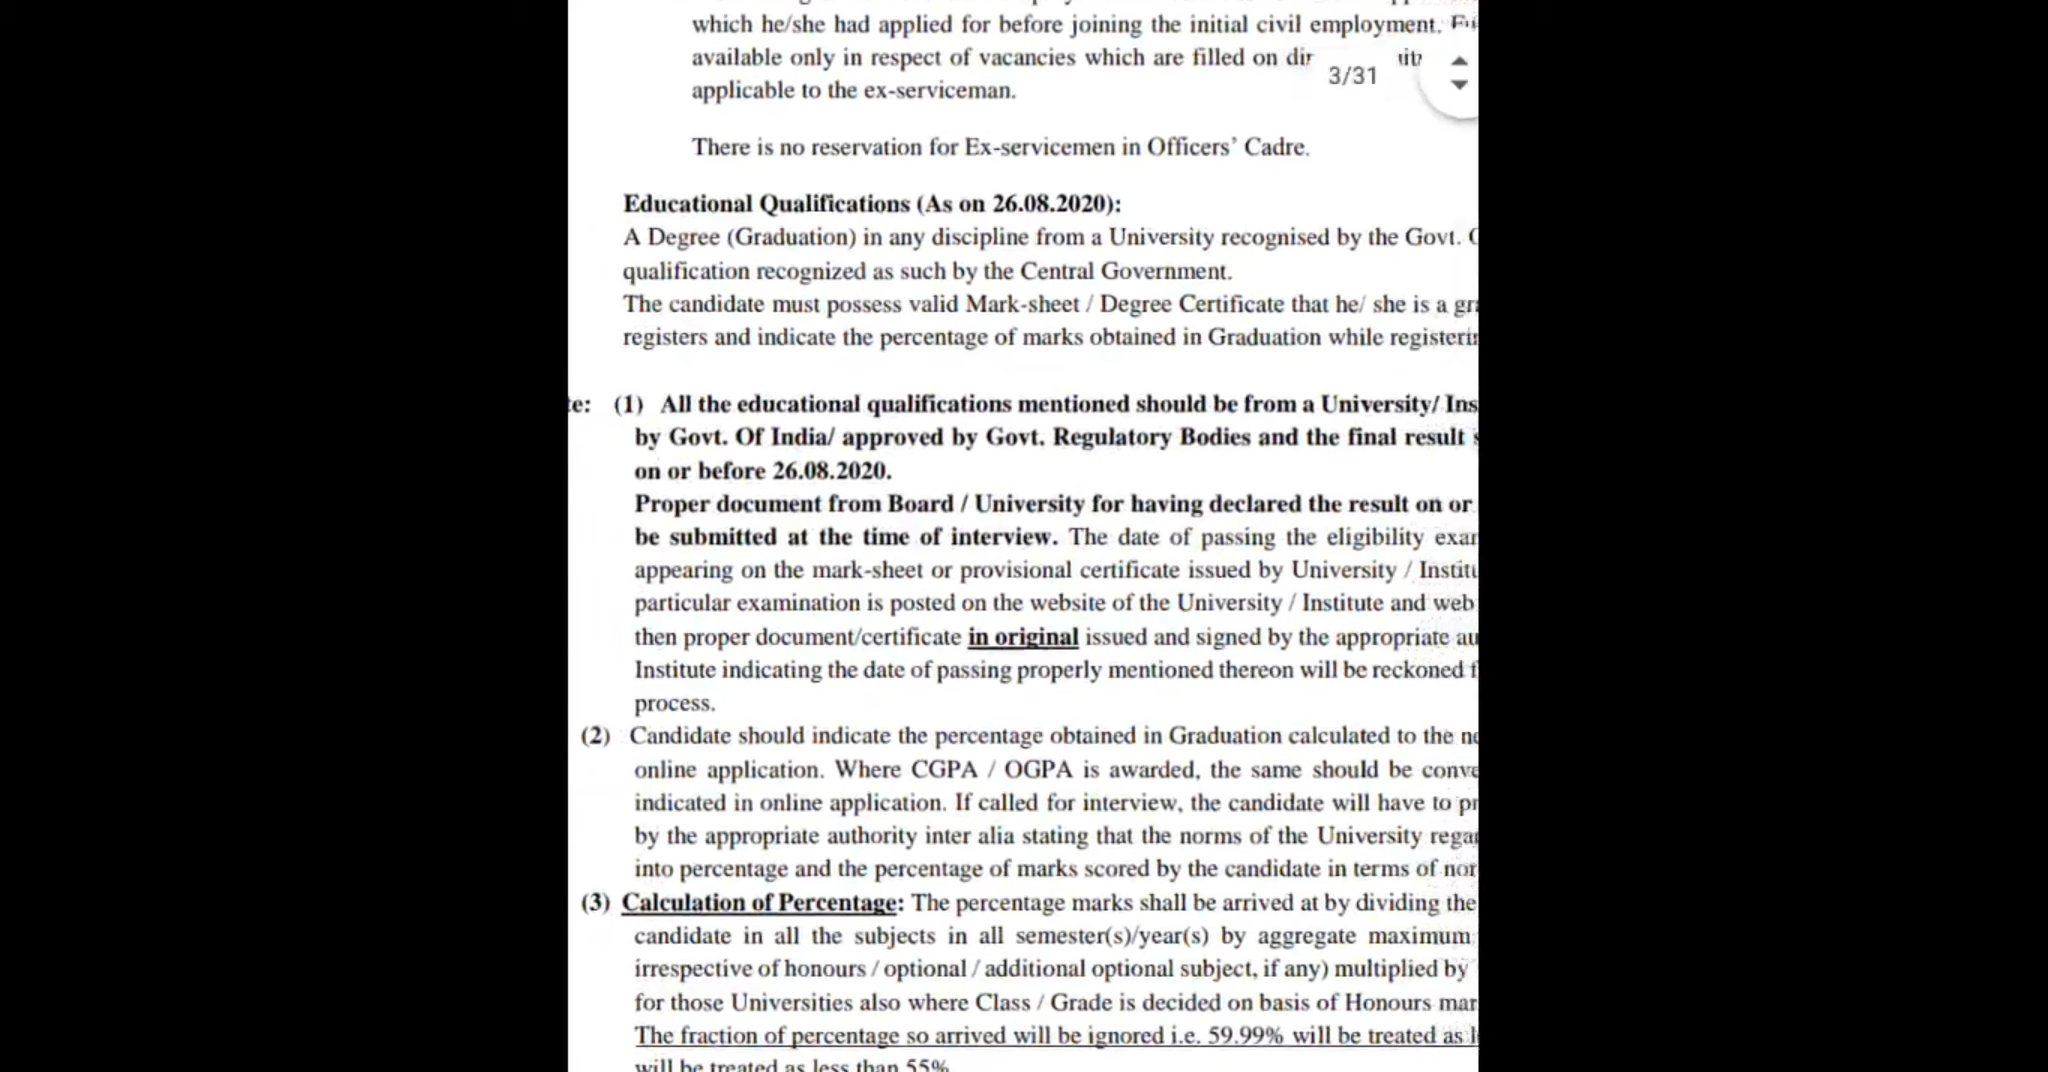 which he/she had applied for before joining the initial civil employment.
available only in respect of vacancies which are filled on
3/31
applicable to the ex-serviceman.
There is no reservation for Ex-servicemen in Officers’ Cadre.
Educational Qualifications (As on 26.08.2020):
A Degree (Graduation) in any discipline from a University recognised by the Govt.
qualification recognized as such by the Central Government.
The candidate must possess valid Mark-sheet / Degree Certificate that he/ she is a
registers and indicate the percentage of marks obtained in Graduation while
(1) All the educational qualifications mentioned should be from a University/
by Govt. Of India/ approved by Govt. Regulatory Bodies and the final result
on or before 26.08.2020.
Proper document from Board / University for having declared the result on or
be submitted at the time of interview. The date of passing the eligibility
appearing on the mark-sheet or provisional certificate issued by University /
particular examination is posted on the website of the University / Institute and web
then proper document/certificate in original issued and signed by the appropriate
Institute indicating the date of passing properly mentioned thereon will be reckoned
process.
(2) Candidate should indicate the percentage obtained in Graduation calculated to the
online application. Where CGPA / OGPA is awarded, the same should be
indicated in online application. If called for interview, the candidate will have to
by the appropriate authority inter alia stating that the norms of the University
into percentage and the percentage of marks scored by the candidate in terms of
(3) Calculation of Percentage: The percentage marks shall be arrived at by dividing the
candidate in all the subjects in all semester(s)/year(s) by aggregate maximum
irrespective of honours / optional / additional optional subject, if any) multiplied by
for those Universities also where Class / Grade is decided on basis of Honours
The fraction of percentage so arrived will be ignored i.e. 59.99% will be treated as
will be treated as less than 55%